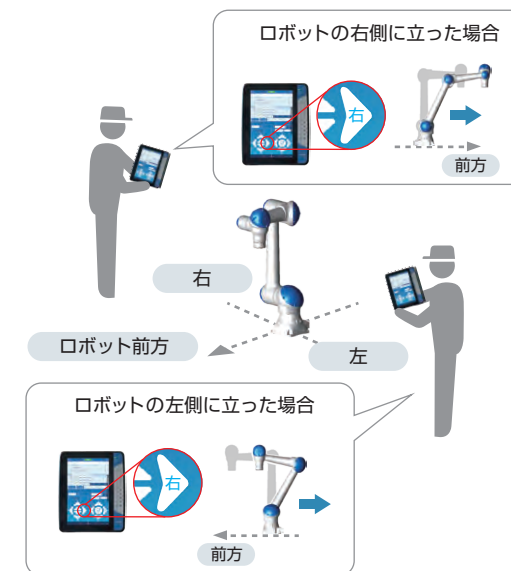 ロボットの右側に立った場合
右
前方
右
ロボット前方
左
ロボットの左側に立った場合
右
前方